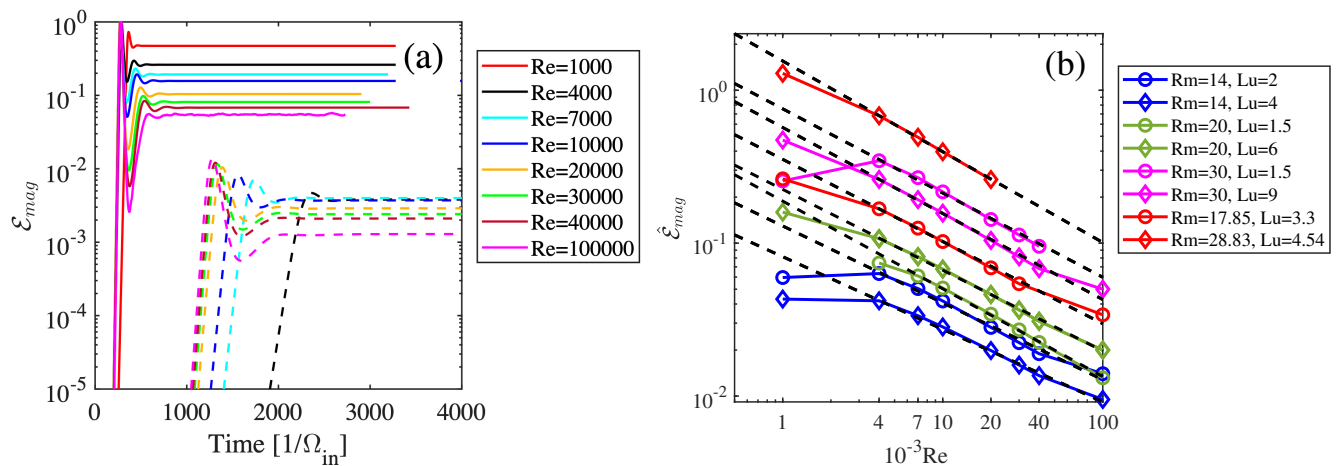 (a)
10^0
10^-1
10^-2
10^-3
10^-4
10^-5
ℰ_mag
0
1000
2000
3000
4000
Time [1/Ω_in]
Re=1000
Re=4000
Re=7000
Re=10000
Re=20000
Re=30000
Re=40000
Re=100000
(b)
10^0
10^-1
10^-2
ℰ̂_mag
1
4
7
10
20
40
100
10^-3Re
Rm=14, Lu=2
Rm=14, Lu=4
Rm=20, Lu=1.5
Rm=20, Lu=6
Rm=30, Lu=1.5
Rm=30, Lu=9
Rm=17.85, Lu=3.3
Rm=28.83, Lu=4.54